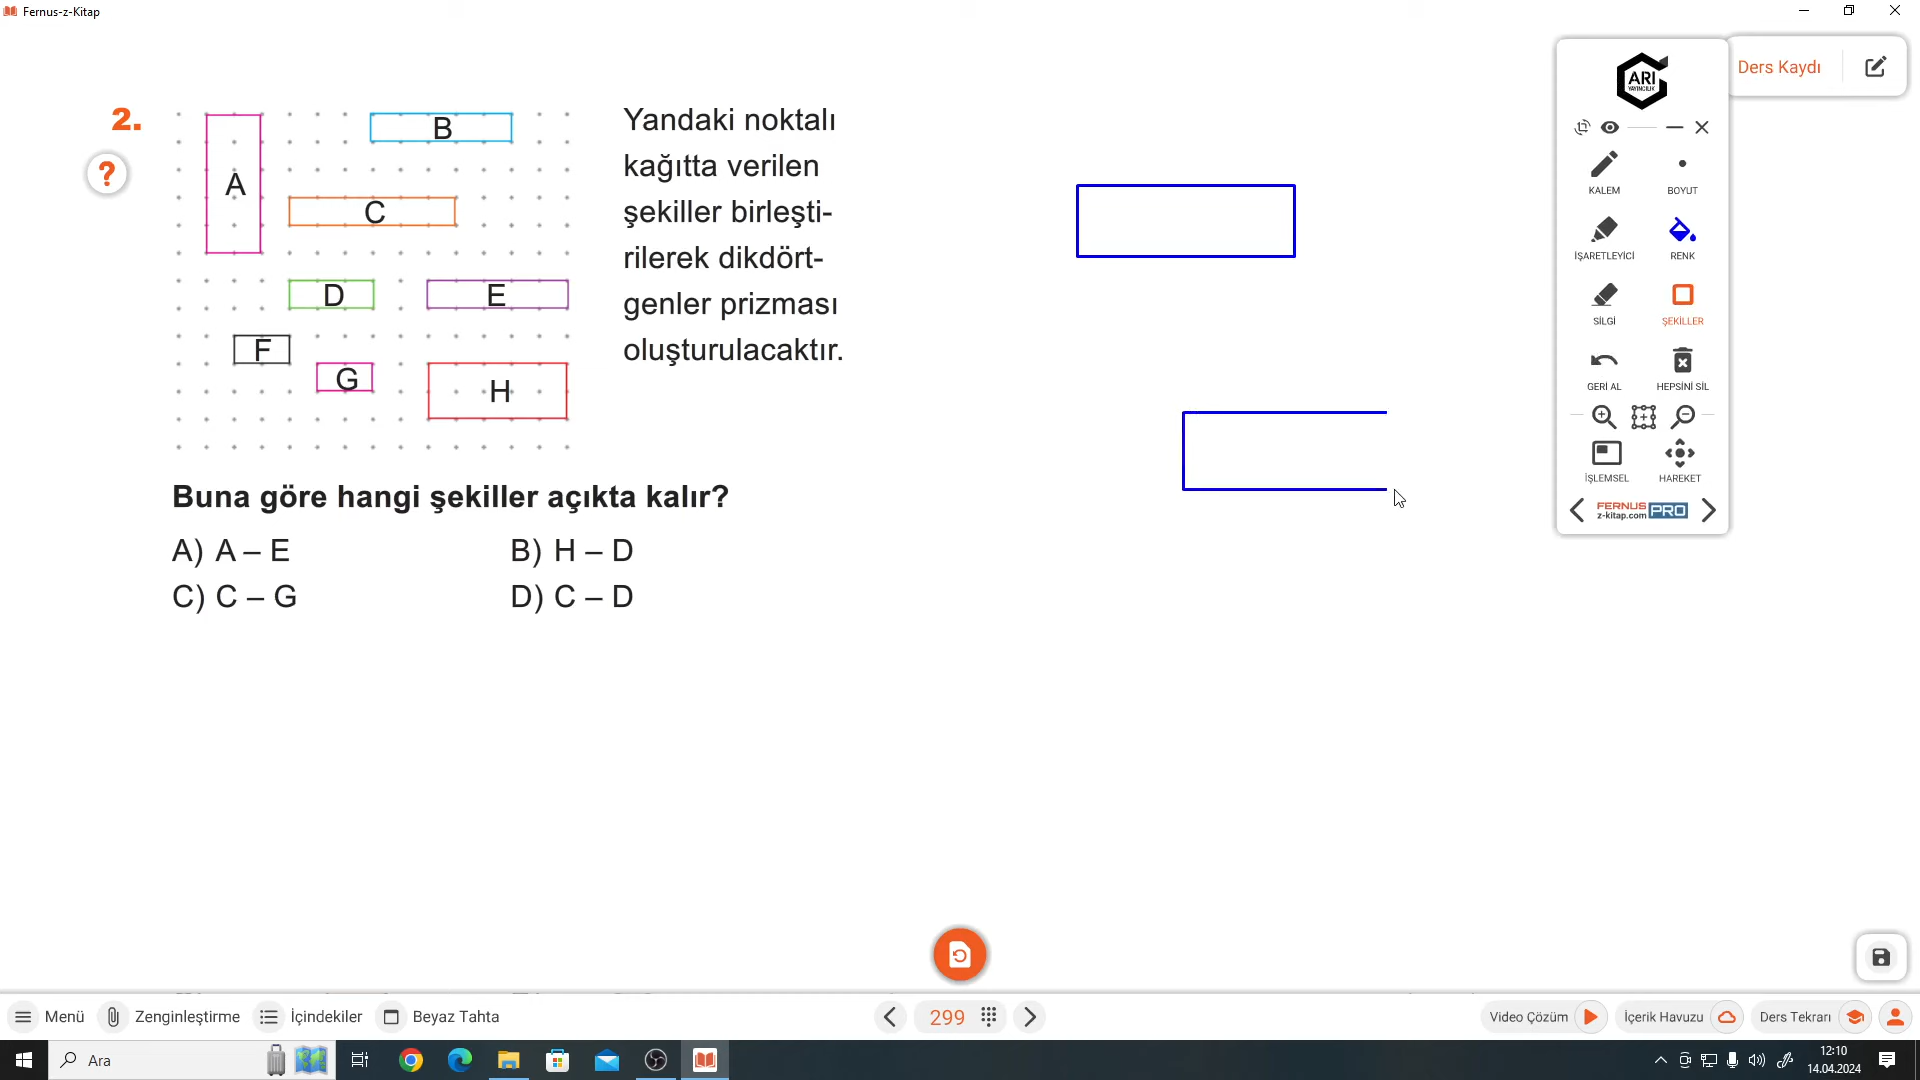 Fernus-z-Kitap
Ders Kaydı
ARI
YAYINCILIK
KALEM
BOYUT
İŞARETLEYİCİ
RENK
SİLGİ
ŞEKİLLER
GERİ AL
HEPSİNİ SİL
İŞLEMSEL
HAREKET
FERNUS
z-kitap.com
PRO
2.
?
A
B
C
D
E
F
G
H
Yandaki noktalı
kağıtta verilen
şekiller birleşti-
rilerek dikdört-
genler prizması
oluşturulacaktır.
Buna göre hangi şekiller açıkta kalır?
A) A – E
B) H – D
C) C – G
D) C – D
Menü
Zenginleştirme
İçindekiler
Beyaz Tahta
299
Video Çözüm
İçerik Havuzu
Ders Tekrarı
Ara
12:10
14.04.2024